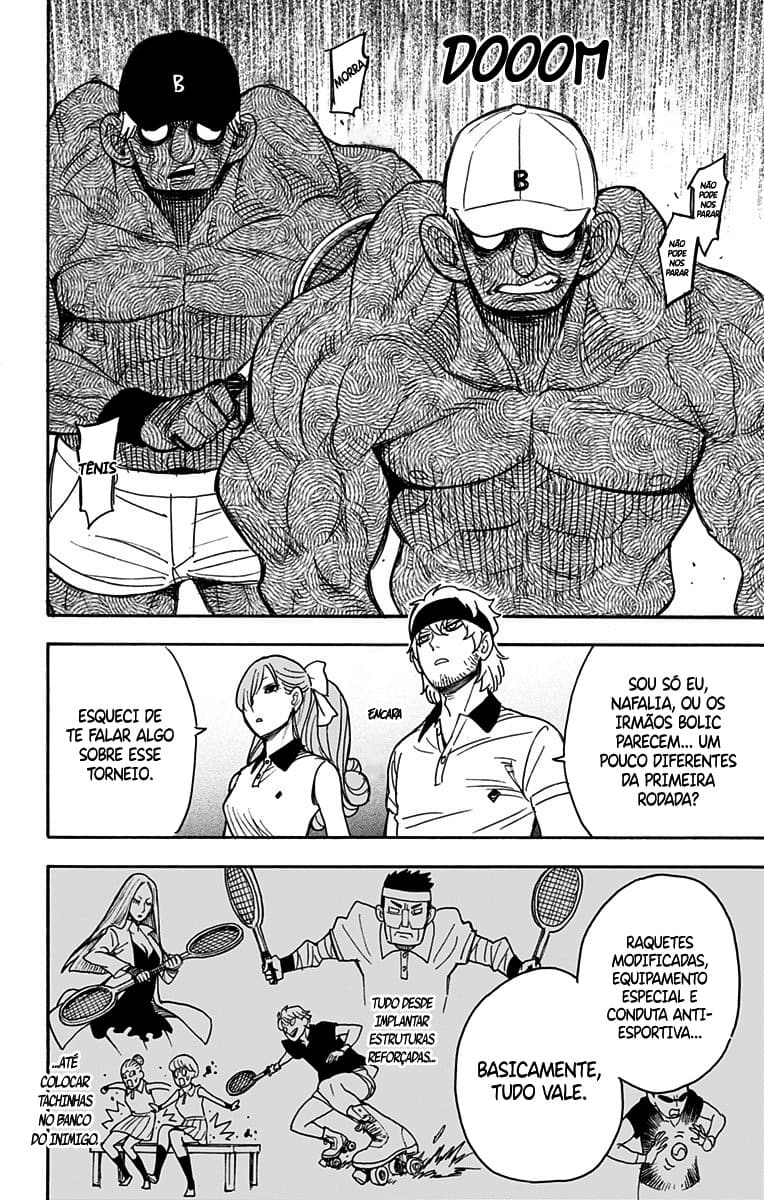 DOOOM
MORRA
B
B
NÃO
PODE
NOS
PARAR
NÃO
PODE
NOS
PARAR
TÊNIS
SOU SÓ EU,
NAFALIA, OU OS
IRMÃOS BOLIC
PARECEM... UM
POUCO DIFERENTES
DA PRIMEIRA
RODADA?
ENCARA
ESQUECI DE
TE FALAR ALGO
SOBRE ESSE
TORNEIO.
RAQUETES
MODIFICADAS,
EQUIPAMENTO
ESPECIAL E
CONDUTA ANTI-
ESPORTIVA...
BASICAMENTE,
TUDO VALE.
TUDO DESDE
IMPLANTAR
ESTRUTURAS
REFORÇADAS...
...ATÉ
COLOCAR
TACHINHAS
NO BANCO
DO INIMIGO.